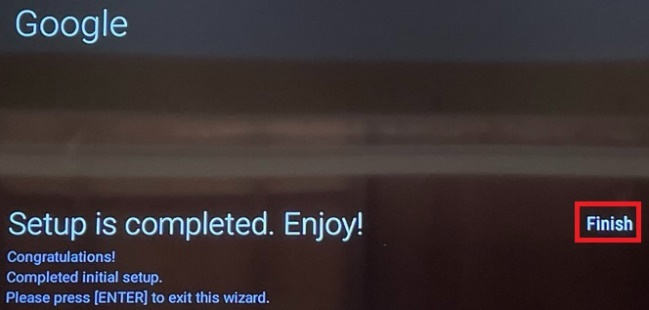 Google
Setup is completed. Enjoy!
Finish
Congratulations!
Completed initial setup.
Please press [ENTER] to exit this wizard.